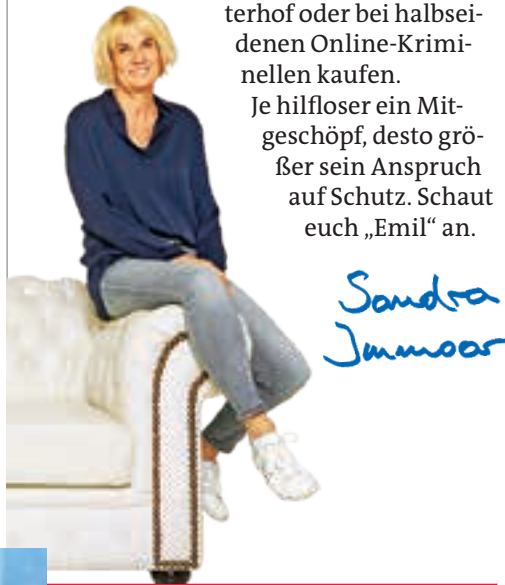 terhof oder bei halbsei-
denen Online-Krimi-
nellen kaufen.
Je hilfloser ein Mit-
geschöpf, desto grö-
ßer sein Anspruch
auf Schutz. Schaut
euch „Emil“ an.
Sandra
Immoor